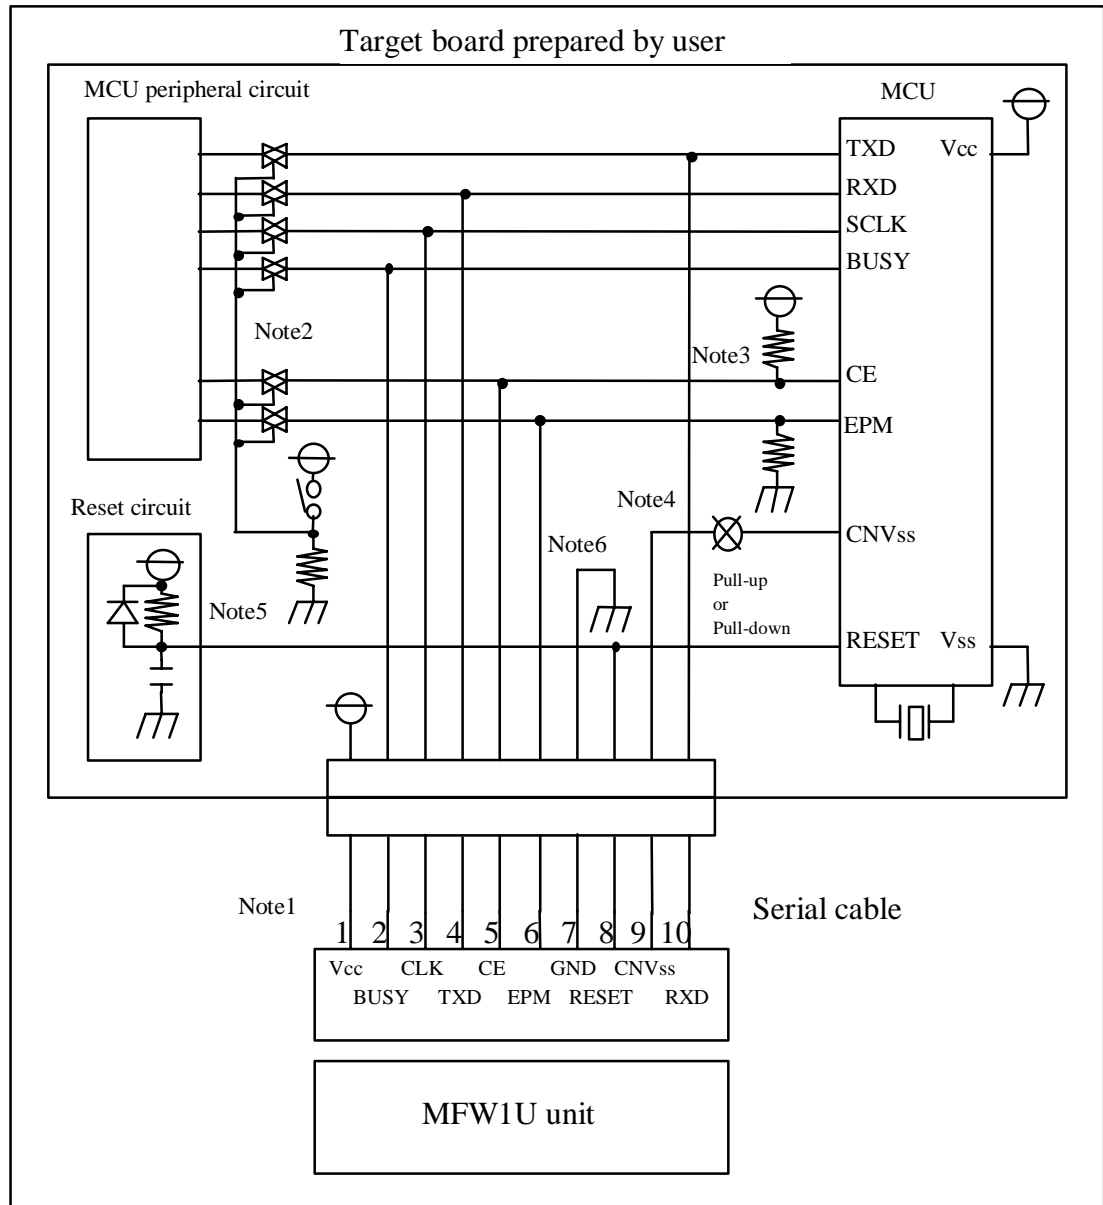 Target board prepared by user
MCU peripheral circuit
MCU
TXD Vcc
RXD
SCLK
BUSY
Note2
Note3
CE
EPM
Note4
Reset circuit
CNVss
Note6
Pull-up
or
Pull-down
Note5
RESET Vss
Note1
Serial cable
1 2 3 4 5 6 7 8 9 10
Vcc CLK CE GND CNVss
BUSY TXD EPM RESET RXD
MFW1U unit